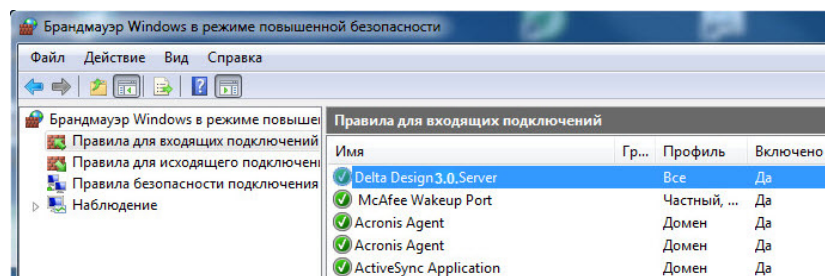 Брандмауэр Windows в режиме повышенной безопасности
Файл Действие Вид Справка
Брандмауэр Windows в режиме повышен
Правила для входящих подключений
Правила для исходящего подключени
Правила безопасности подключения
Наблюдение
Правила для входящих подключений
Имя Гр... Профиль Включено
Delta Design 3.0.Server Все Да
McAfee Wakeup Port Частный, ... Да
Acronis Agent Домен Да
Acronis Agent Домен Да
ActiveSync Application Домен Да